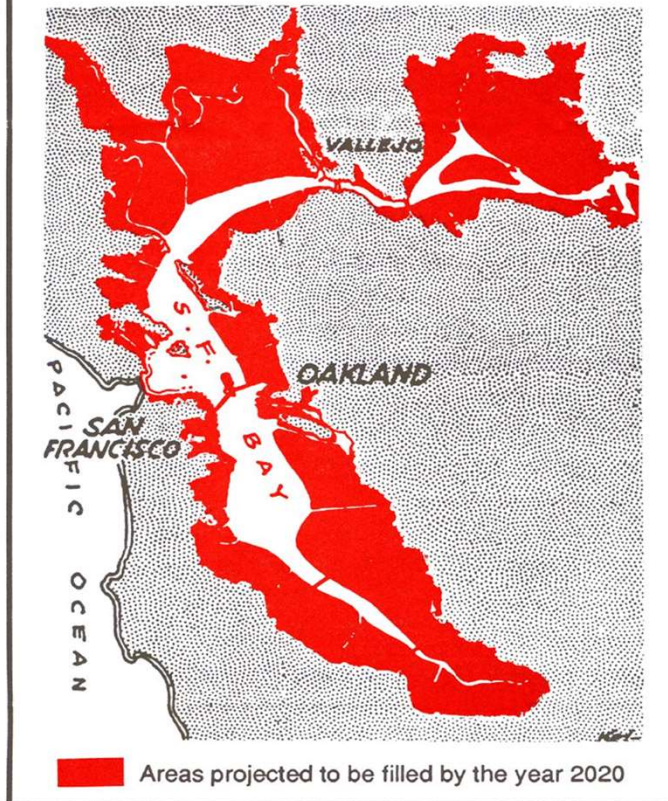 VALLEJO
S. F.
OAKLAND
PACIFIC OCEAN
SAN
FRANCISCO
BAY
Areas projected to be filled by the year 2020